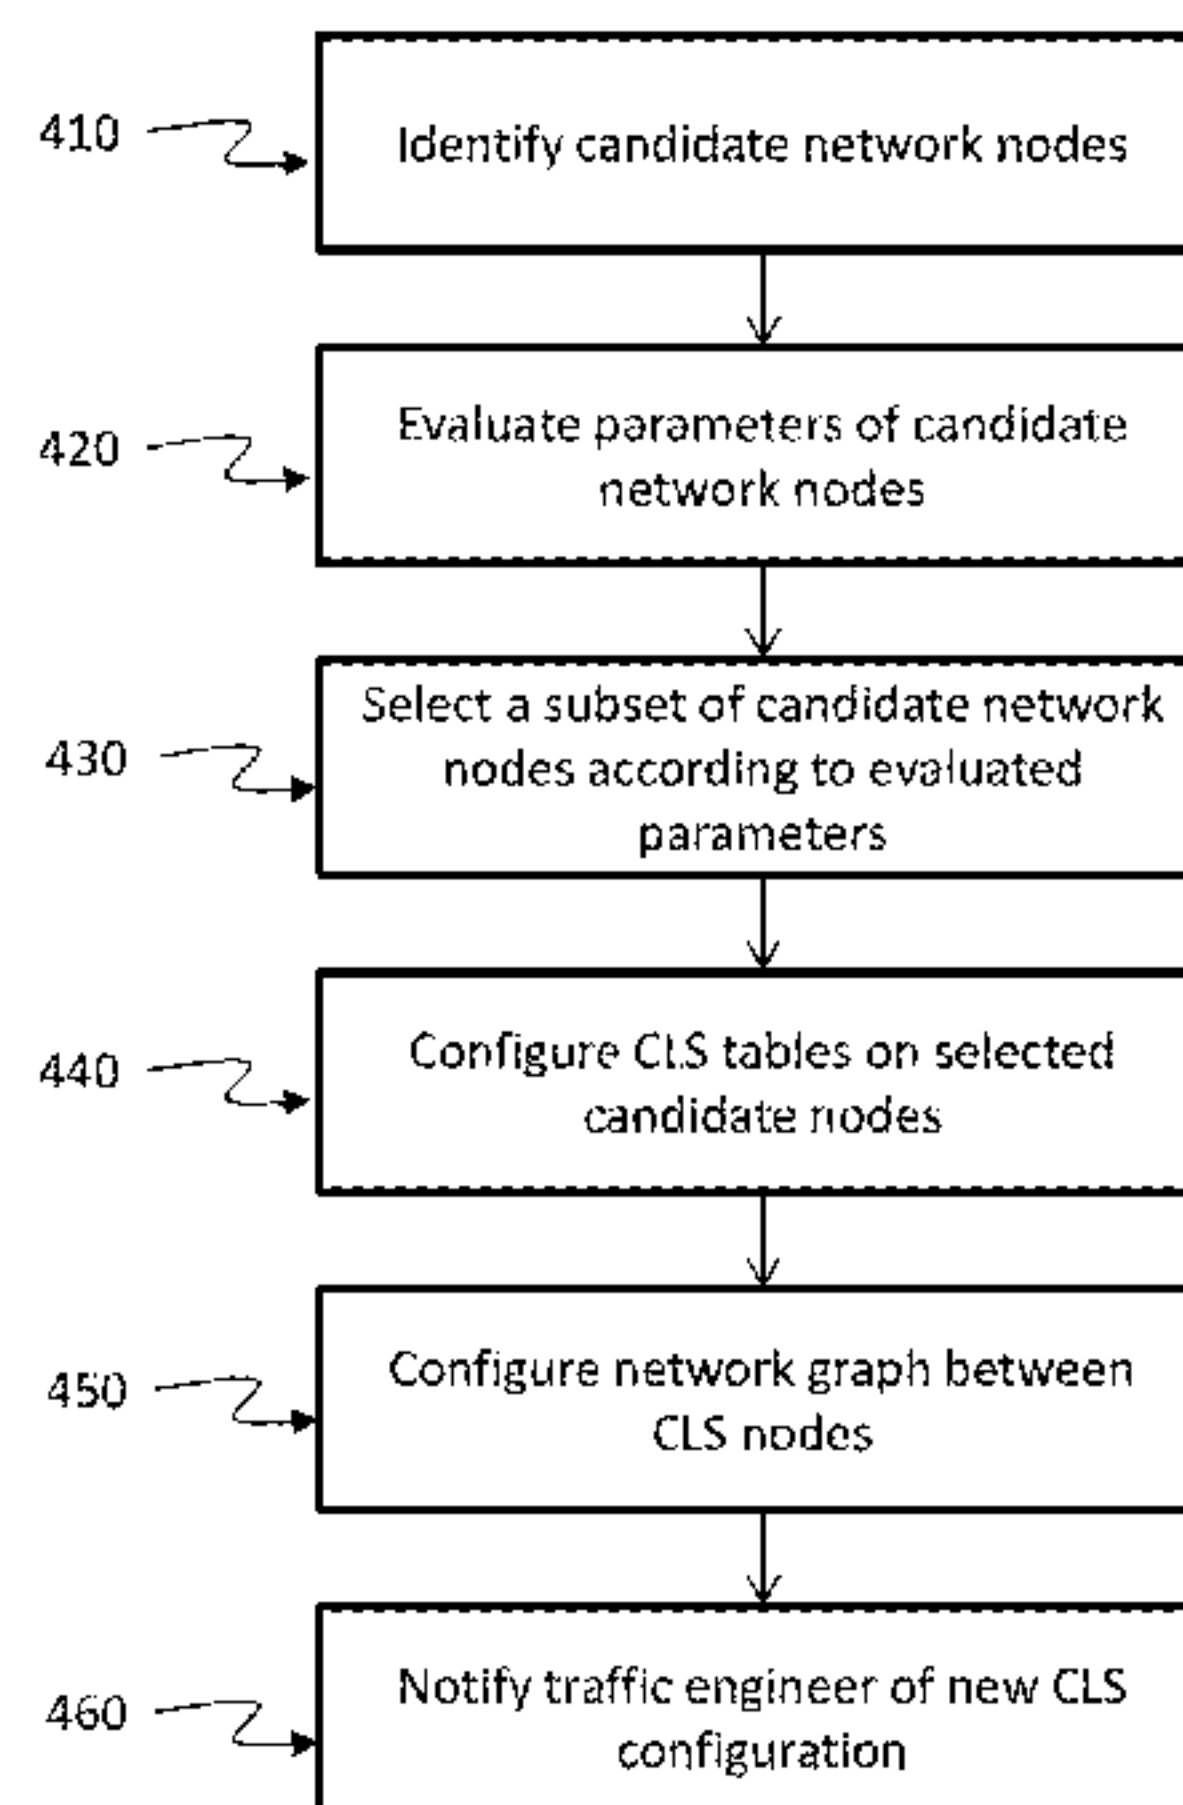 410
Identify candidate network nodes
420
Evaluate parameters of candidate
network nodes
430
Select a subset of candidate network
nodes according to evaluated
parameters
440
Configure CLS tables on selected
candidate nodes
450
Configure network graph between
CLS nodes
460
Notify traffic engineer of new CLS
configuration